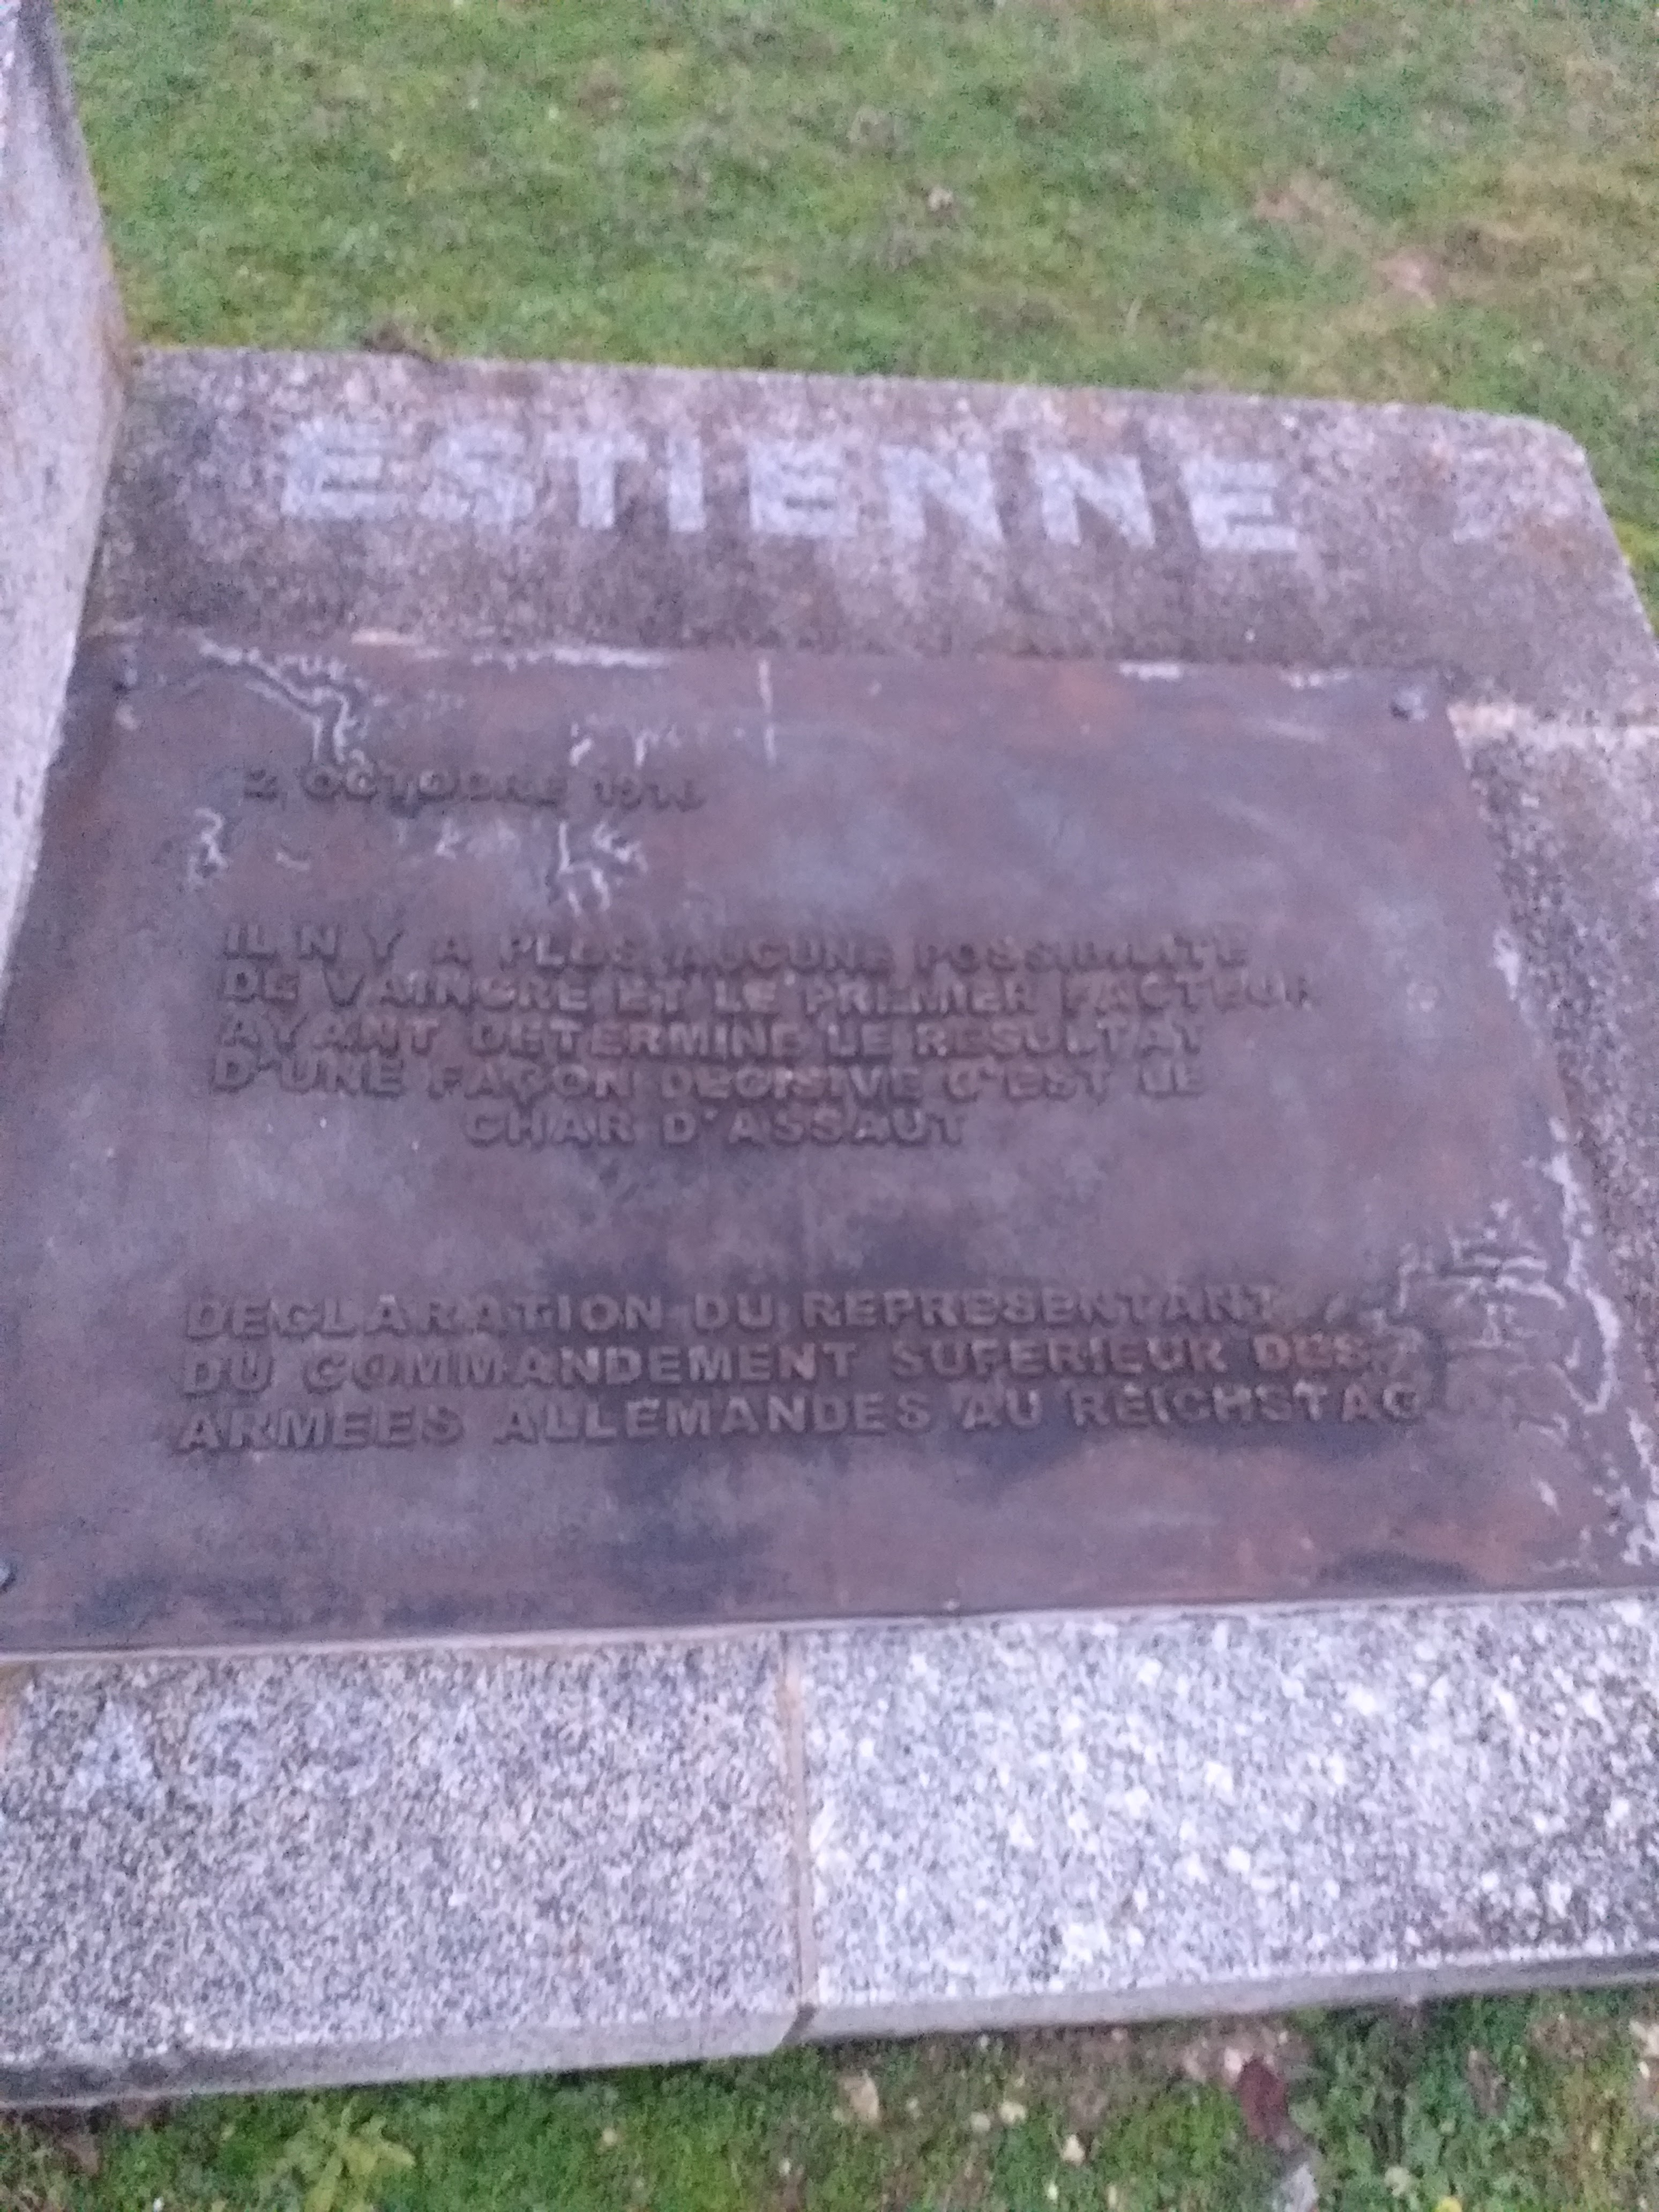 ESTIENNE
2 OCTOBRE 1918
IL N Y A PLUS AUCUNE POSSIBILITE
DE VAINCRE ET LE PREMIER FACTEUR
AYANT DETERMINE LE RESULTAT
D'UNE FAÇON DECISIVE C'EST LE
CHAR D'ASSAUT
DECLARATION DU REPRESENTANT
DU COMMANDEMENT SUPERIEUR DES
ARMEES ALLEMANDES AU REICHSTAG